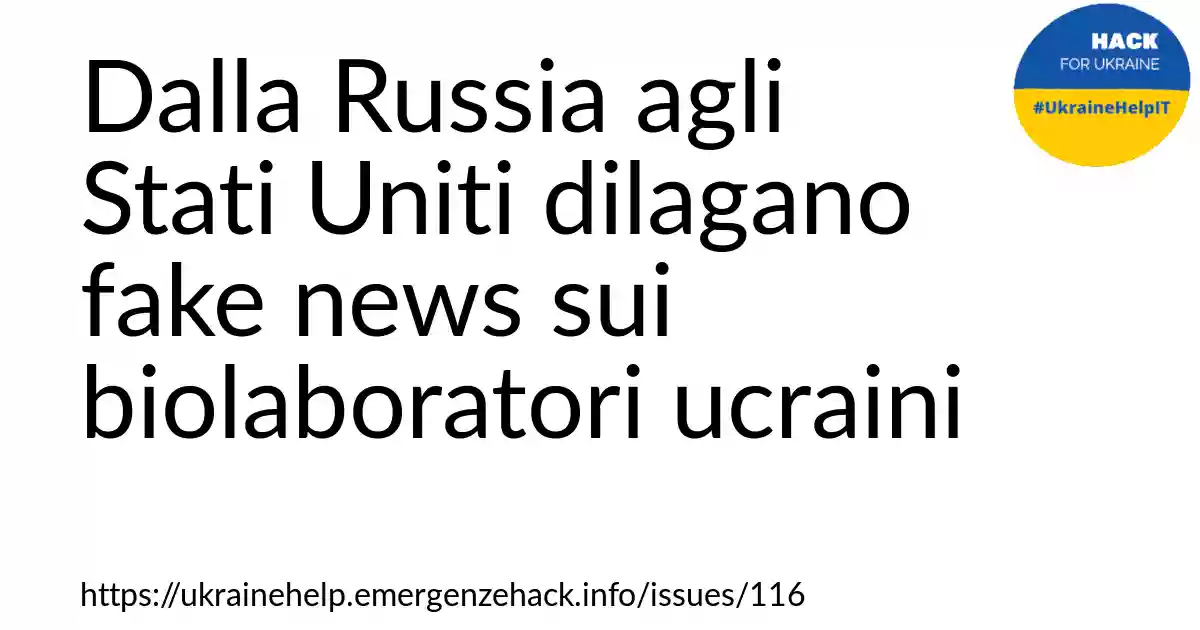 Dalla Russia agli
Stati Uniti dilagano
fake news sui
biolaboratori ucraini
HACK
FOR UKRAINE
#UkraineHelpIT
https://ukrainehelp.emergenzehack.info/issues/116